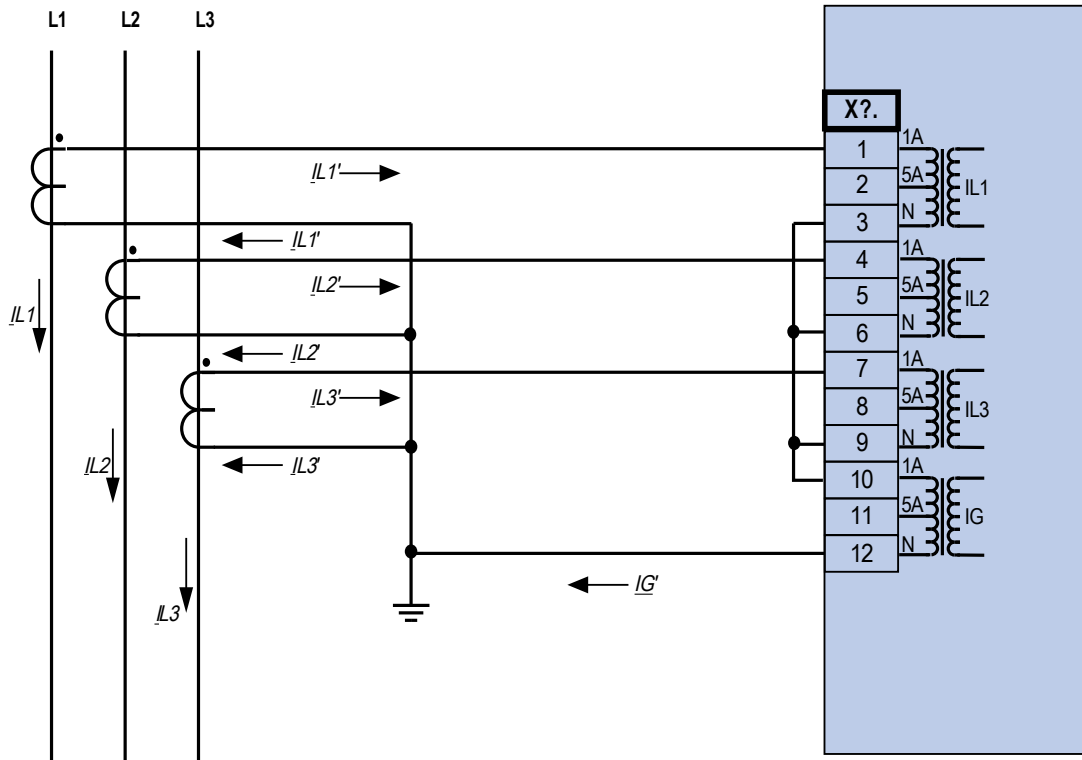 L1 L2 L3
X?.
1 1A
IL1'
2 5A IL1
3 N
IL1'
4 1A
IL2'
5 5A IL2
IL1
6 N
IL2'
7 1A
IL3'
8 5A IL3
9 N
IL2
IL3'
10 1A
11 5A IG
12 N
IG'
IL3